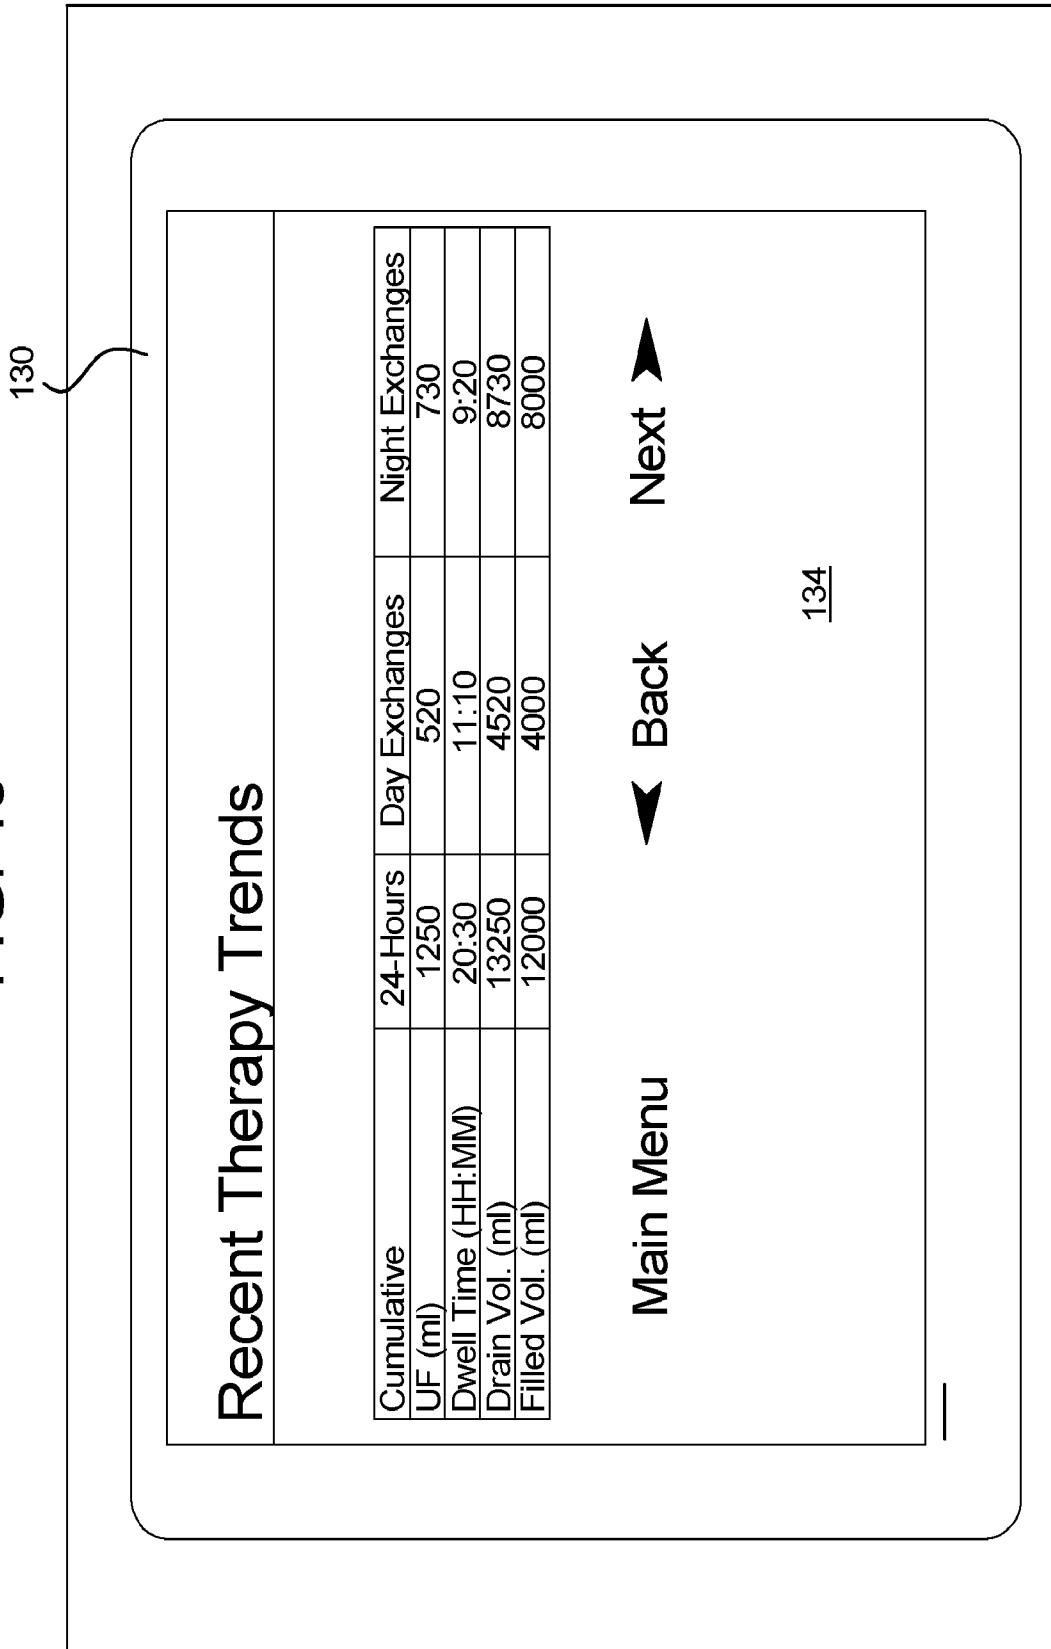 130
Recent Therapy Trends
Cumulative 24-Hours Day Exchanges Night Exchanges
UF (ml) 1250 520 730
Dwell Time (HH:MM) 20:30 11:10 9:20
Drain Vol. (ml) 13250 4520 8730
Filled Vol. (ml) 12000 4000 8000
Main Menu Back Next
134